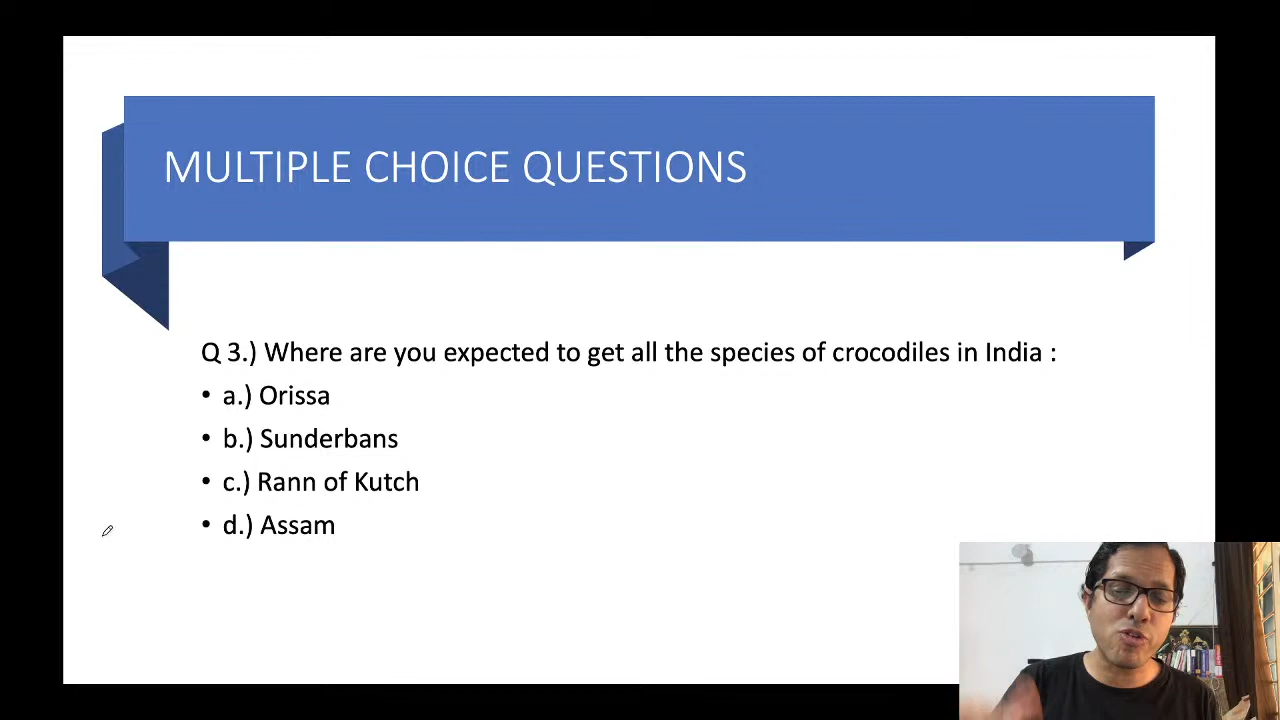 MULTIPLE CHOICE QUESTIONS
Q 3.) Where are you expected to get all the species of crocodiles in India :
• a.) Orissa
• b.) Sunderbans
• c.) Rann of Kutch
• d.) Assam